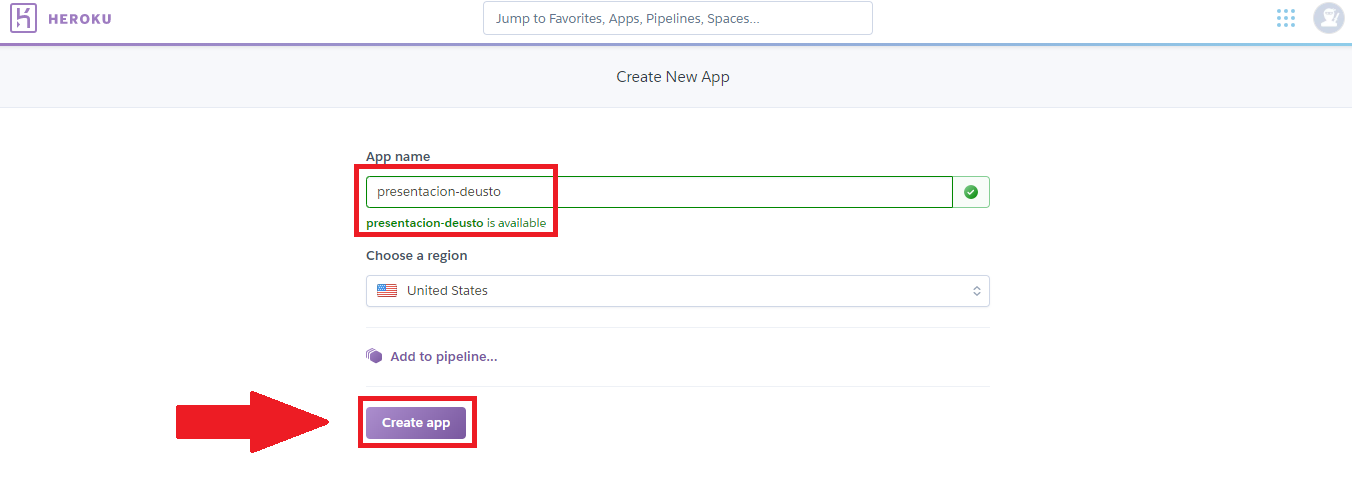 HEROKU
Jump to Favorites, Apps, Pipelines, Spaces...
Create New App
App name
presentacion-deusto
presentacion-deusto is available
Choose a region
United States
Add to pipeline...
Create app